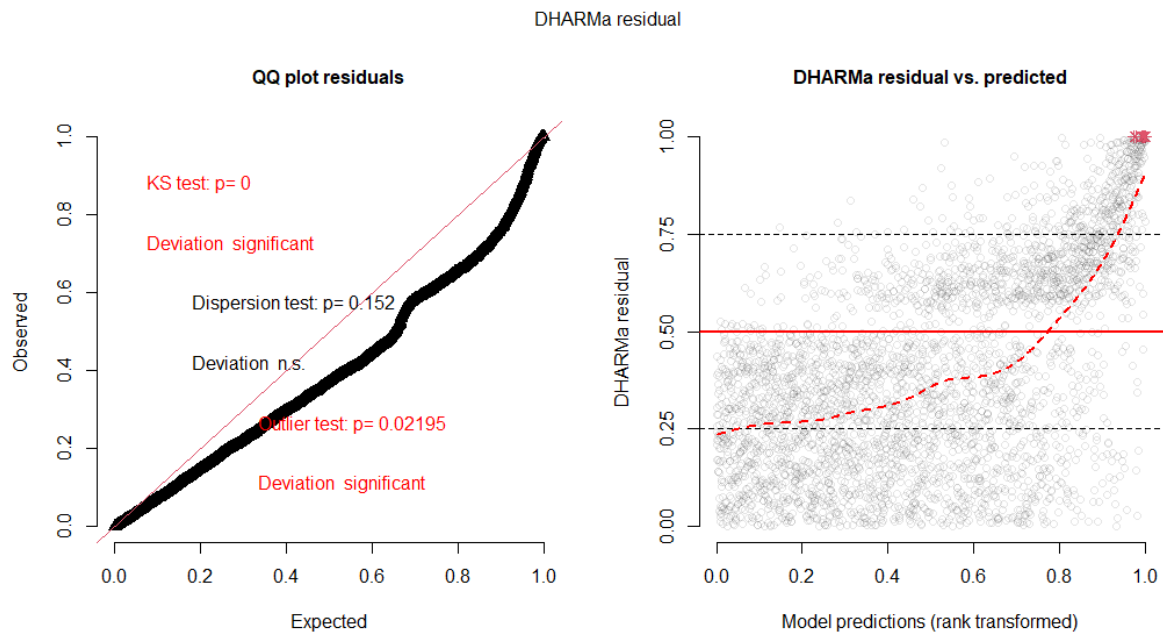 DHARMa residual
QQ plot residuals
KS test: p= 0
Deviation significant
Dispersion test: p= 0.152
Deviation n.s.
Outlier test: p= 0.02195
Deviation significant
Observed
0.0 0.2 0.4 0.6 0.8 1.0
0.0 0.2 0.4 0.6 0.8 1.0
Expected
DHARMa residual vs. predicted
DHARMa residual
0.00 0.25 0.50 0.75 1.00
0.0 0.2 0.4 0.6 0.8 1.0
Model predictions (rank transformed)